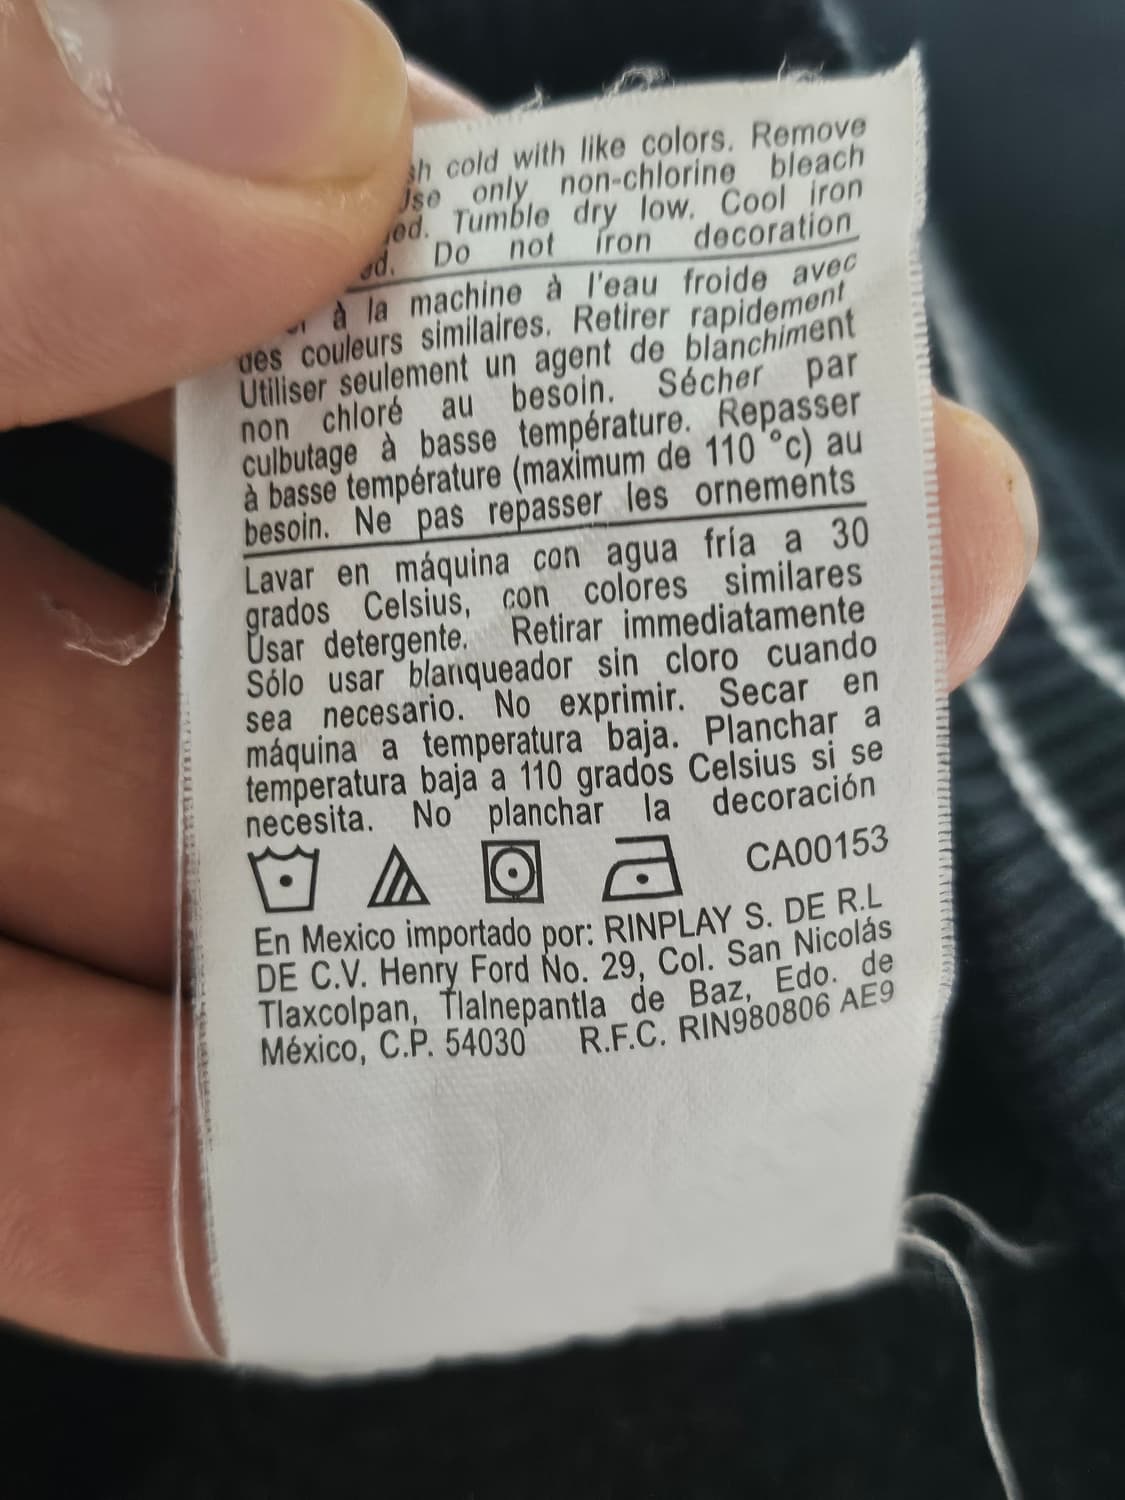 cold with like colors. Remove
only non-chlorine bleach
Tumble dry low. Cool iron
Do not iron decoration
à la machine à l'eau froide avec
des couleurs similaires. Retirer rapidement
Utiliser seulement un agent de blanchiment
non chloré au besoin. Sécher par
culbutage à basse température. Repasser
à basse température (maximum de 110 °c) au
besoin. Ne pas repasser les ornements
Lavar en máquina con agua fría a 30
grados Celsius, con colores similares
Usar detergente. Retirar immediatamente
Sólo usar blanqueador sin cloro cuando
sea necesario. No exprimir. Secar en
máquina a temperatura baja. Planchar a
temperatura baja a 110 grados Celsius si se
necesita. No planchar la decoración
CA00153
En Mexico importado por: RINPLAY S. DE R.L
DE C.V. Henry Ford No. 29, Col. San Nicolás
Tlaxcolpan, Tlalnepantla de Baz, Edo. de
México, C.P. 54030 R.F.C. RIN980806 AE9